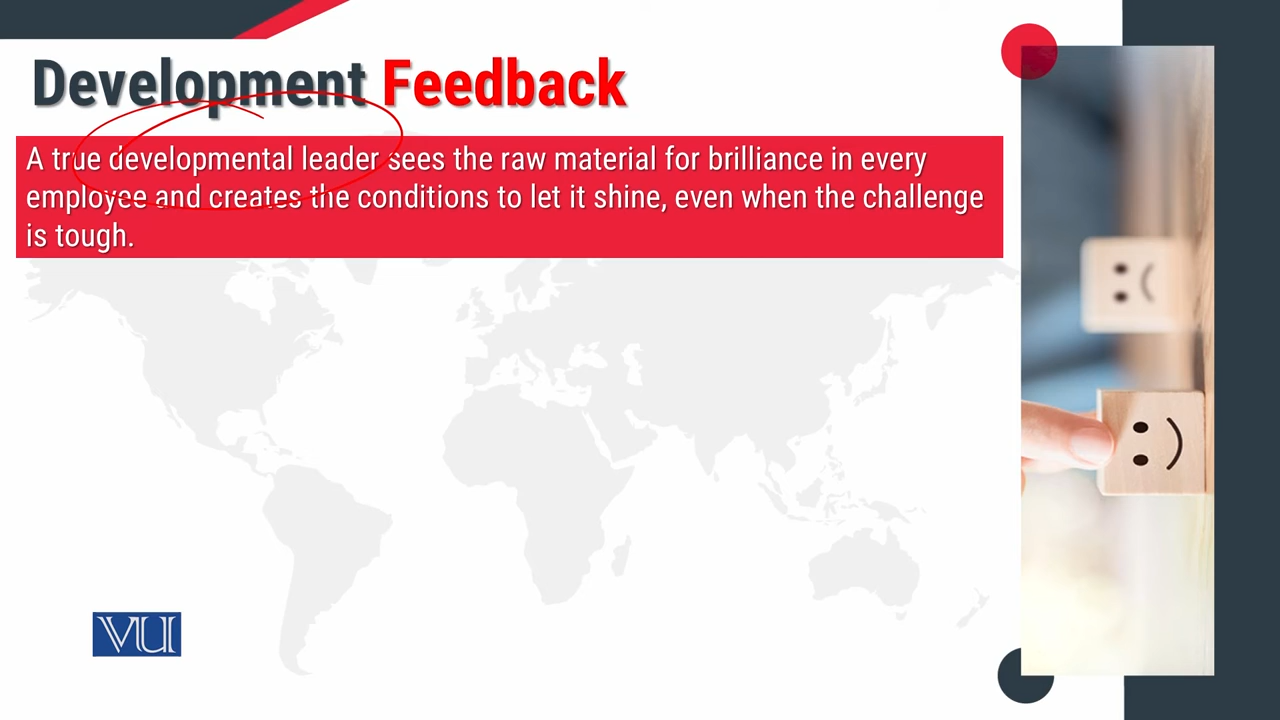 Development Feedback
A true developmental leader sees the raw material for brilliance in every
employee and creates the conditions to let it shine, even when the challenge
is tough.
VU